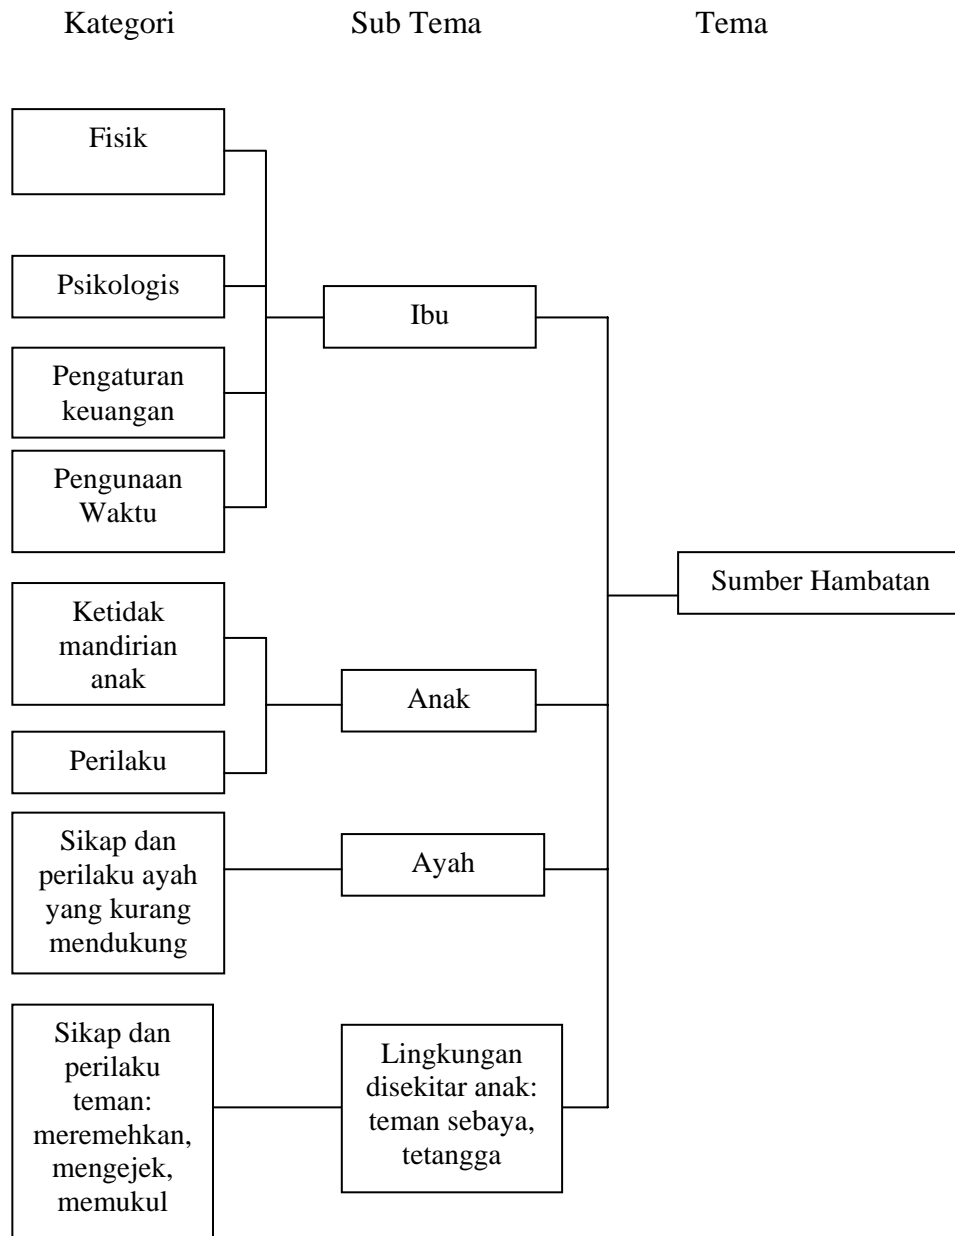 Kategori
Sub Tema
Tema
Fisik
Psikologis
Pengaturan
keuangan
Pengunaan
Waktu
Ibu
Sumber Hambatan
Ketidak
mandirian
anak
Perilaku
Anak
Sikap dan
perilaku ayah
yang kurang
mendukung
Ayah
Sikap dan
perilaku
teman:
meremehkan,
mengejek,
memukul
Lingkungan
disekitar anak:
teman sebaya,
tetangga